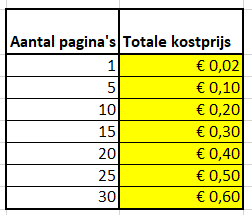 Aantal pagina's Totale kostprijs
1 € 0,02
5 € 0,10
10 € 0,20
15 € 0,30
20 € 0,40
25 € 0,50
30 € 0,60